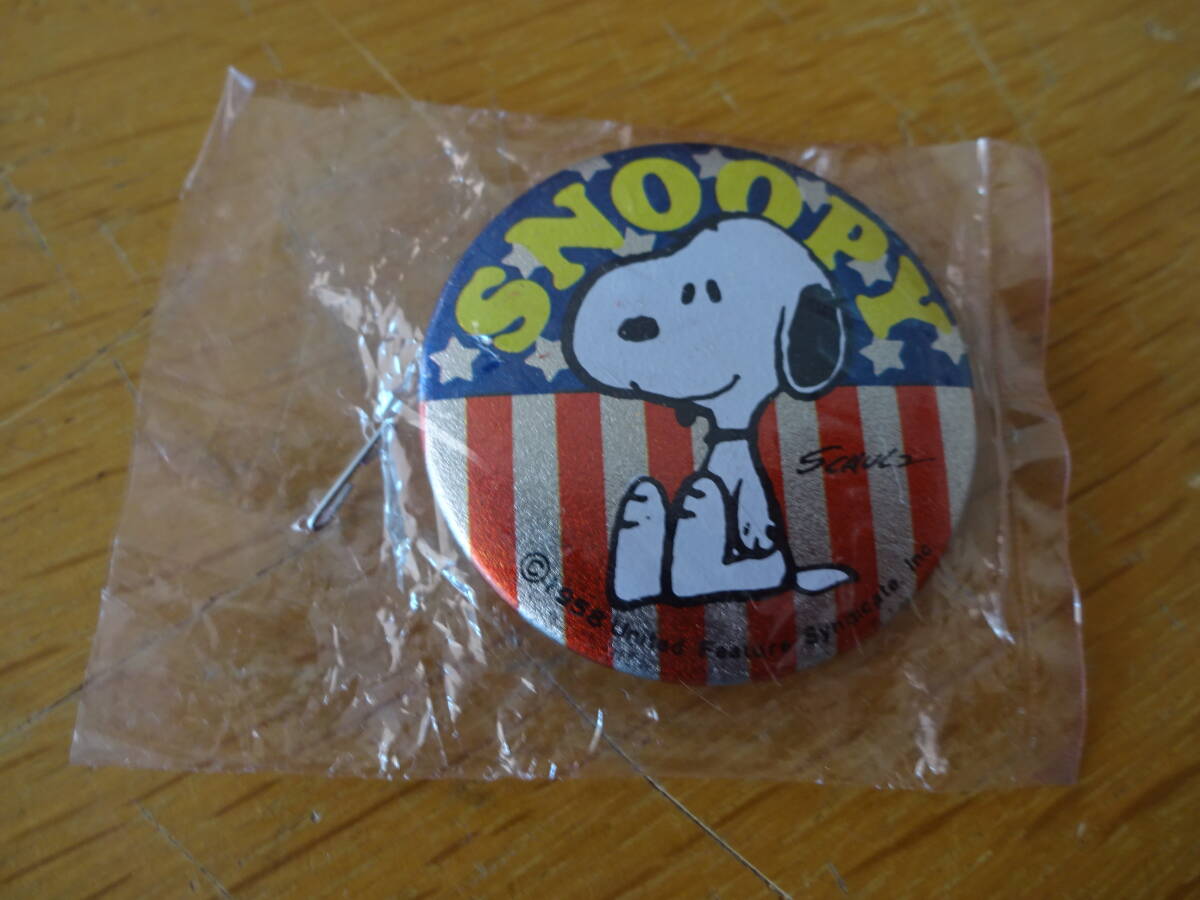 SNOOPY
SCHULZ
©1958 United Feature Syndicate, Inc.